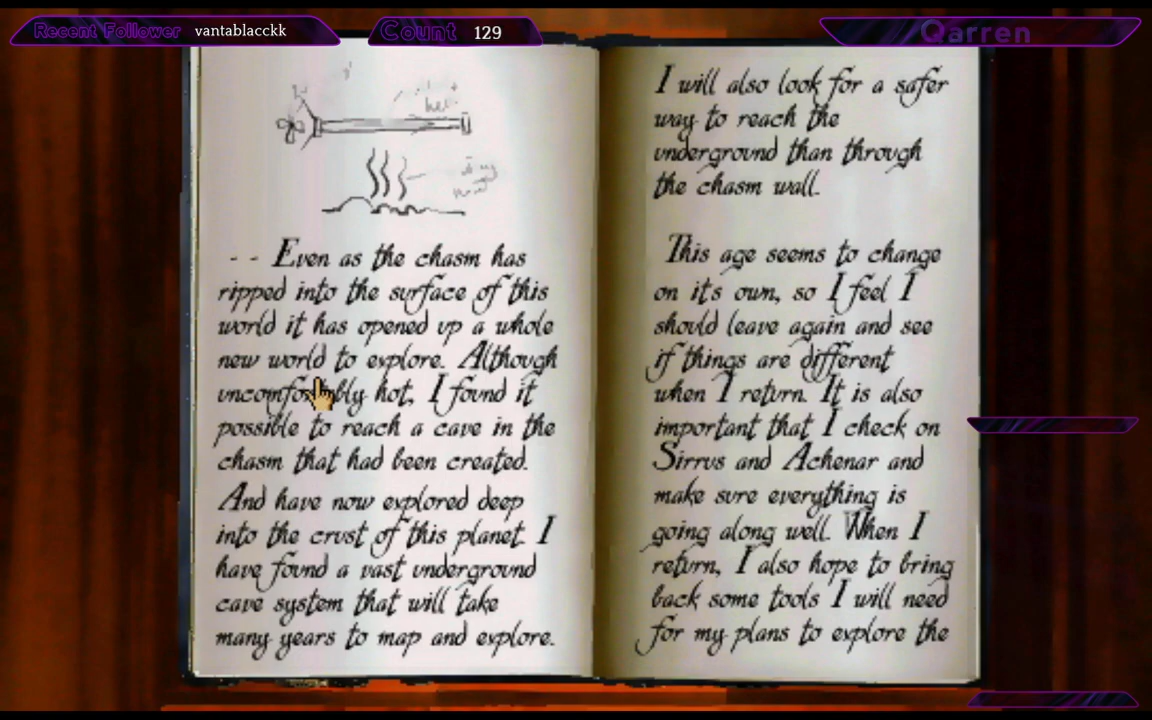 Recent Follower vantablacckk
Count 129
Qarren
- - Even as the chasm has
ripped into the surface of this
world it has opened up a whole
new world to explore. Although
uncomfortably hot, I found it
possible to reach a cave in the
chasm that had been created.
And have now explored deep
into the crust of this planet. I
have found a vast underground
cave system that will take
many years to map and explore.
I will also look for a safer
way to reach the
underground than through
the chasm wall.
This age seems to change
on its own, so I feel I
should leave again and see
if things are different
when I return. It is also
important that I check on
Sirrus and Achenar and
make sure everything is
going along well. When I
return, I also hope to bring
back some tools I will need
for my plans to explore the